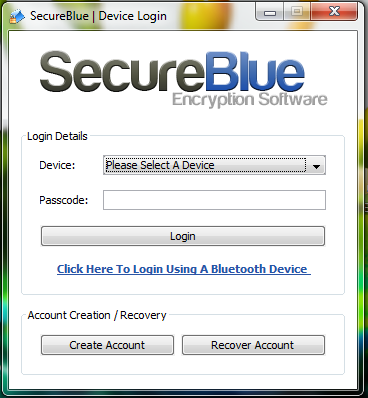 SecureBlue | Device Login
SecureBlue
Encryption Software
Login Details
Device: Please Select A Device
Passcode:
Login
Click Here To Login Using A Bluetooth Device
Account Creation / Recovery
Create Account Recover Account